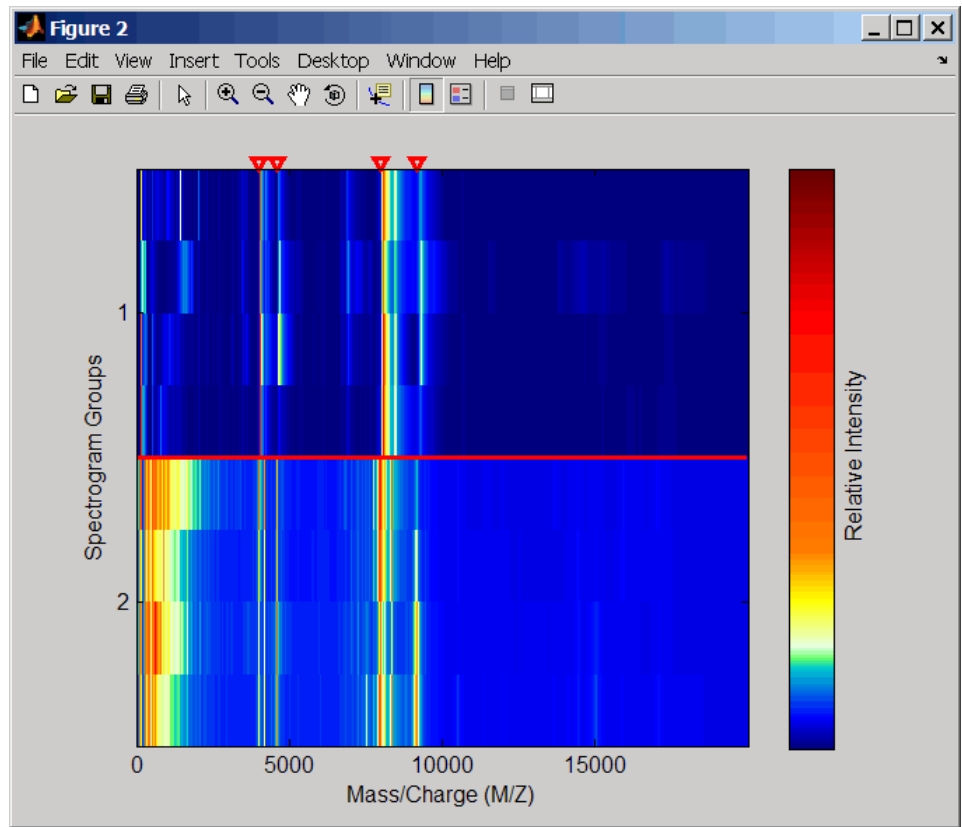 Figure 2
File Edit View Insert Tools Desktop Window Help
1
2
Spectrogram Groups
0 5000 10000 15000
Mass/Charge (M/Z)
Relative Intensity